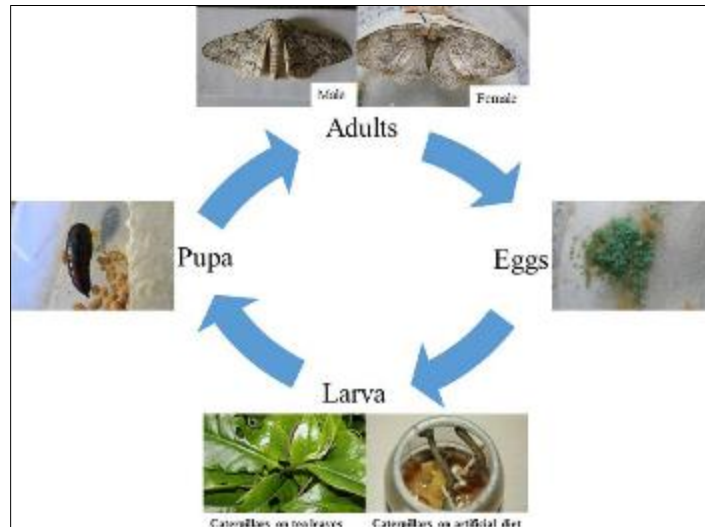 Male
Female
Adults
Pupa
Eggs
Larva
Caterpillars on tea leaves
Caterpillars on artificial diet